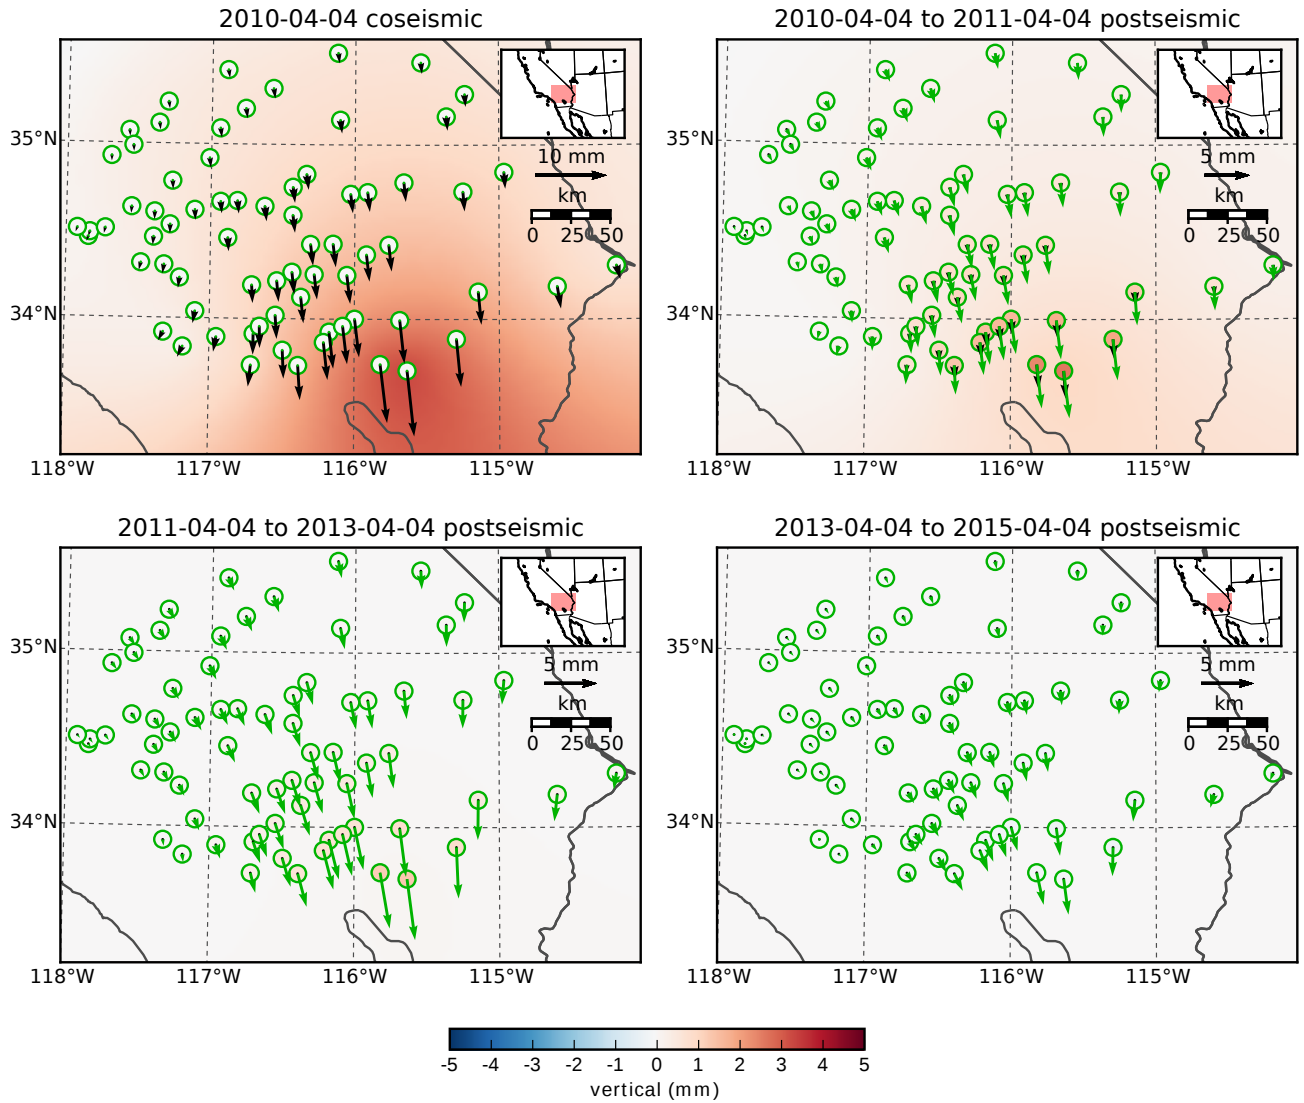 2010-04-04 coseismic
2010-04-04 to 2011-04-04 postseismic
35°N
34°N
118°W
117°W
116°W
115°W
10 mm
km
0 25 50
35°N
34°N
118°W
117°W
116°W
115°W
5 mm
km
0 25 50
2011-04-04 to 2013-04-04 postseismic
2013-04-04 to 2015-04-04 postseismic
35°N
34°N
118°W
117°W
116°W
115°W
5 mm
km
0 25 50
35°N
34°N
118°W
117°W
116°W
115°W
5 mm
km
0 25 50
-5 -4 -3 -2 -1 0 1 2 3 4 5
vertical (mm)